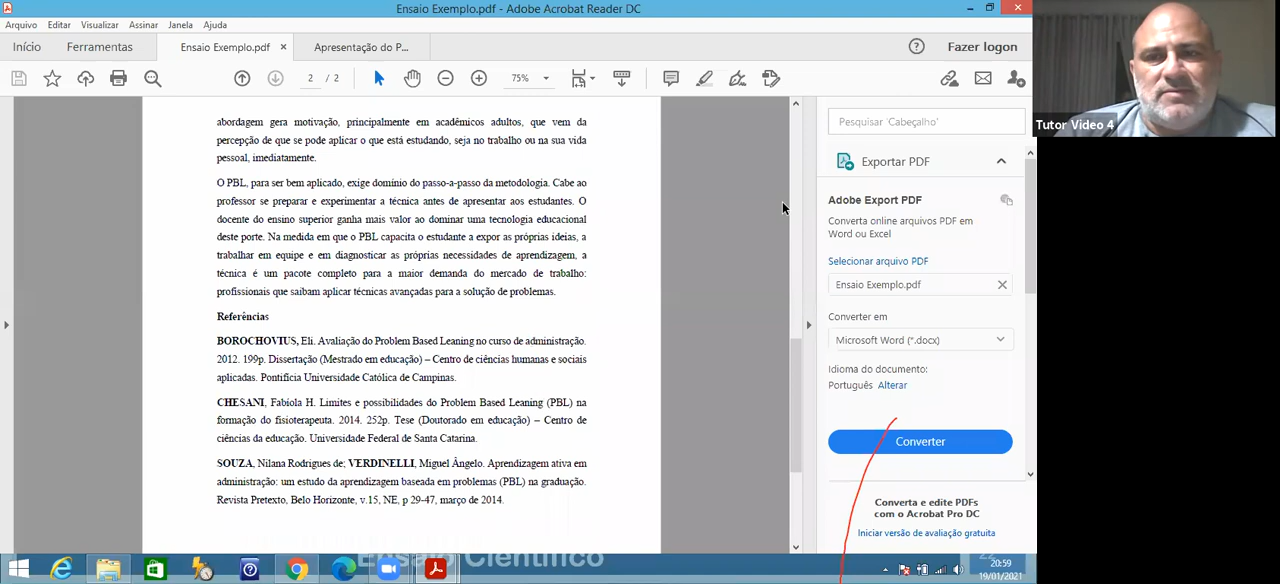 Ensaio Exemplo.pdf - Adobe Acrobat Reader DC
Arquivo Editar Visualizar Assinar Janela Ajuda
Início Ferramentas Ensaio Exemplo.pdf × Apresentação do P... Fazer logon
2 / 2 75%
abordagem gera motivação, principalmente em acadêmicos adultos, que vem da
percepção de que se pode aplicar o que está estudando, seja no trabalho ou na sua vida
pessoal, imediatamente.
O PBL, para ser bem aplicado, exige domínio do passo-a-passo da metodologia. Cabe ao
professor se preparar e experimentar a técnica antes de apresentar aos estudantes. O
docente do ensino superior ganha mais valor ao dominar uma tecnologia educacional
deste porte. Na medida em que o PBL capacita o estudante a expor as próprias ideias, a
trabalhar em equipe e em diagnosticar as próprias necessidades de aprendizagem, a
técnica é um pacote completo para a maior demanda do mercado de trabalho:
profissionais que saibam aplicar técnicas avançadas para a solução de problemas.
Referências
BOROCHOVIUS, Eli. Avaliação do Problem Based Leaning no curso de administração.
2012. 199p. Dissertação (Mestrado em educação) – Centro de ciências humanas e sociais
aplicadas. Pontifícia Universidade Católica de Campinas.
CHESANI, Fabíola H. Limites e possibilidades do Problem Based Leaning (PBL) na
formação do fisioterapeuta. 2014. 252p. Tese (Doutorado em educação) – Centro de
ciências da educação. Universidade Federal de Santa Catarina.
SOUZA, Nilana Rodrigues de; VERDINELLI, Miguel Ângelo. Aprendizagem ativa em
administração: um estudo da aprendizagem baseada em problemas (PBL) na graduação.
Revista Pretexto, Belo Horizonte, v.15, NE, p 29-47, março de 2014.
Pesquisar 'Cabeçalho'
Exportar PDF
Adobe Export PDF
Converta online arquivos PDF em
Word ou Excel
Selecionar arquivo PDF
Ensaio Exemplo.pdf
Converter em
Microsoft Word (*.docx)
Idioma do documento:
Português Alterar
Converter
Converta e edite PDFs
com o Acrobat Pro DC
Iniciar versão de avaliação gratuita
Tutor Video 4
Ensaio Científico
20:59
19/01/2021